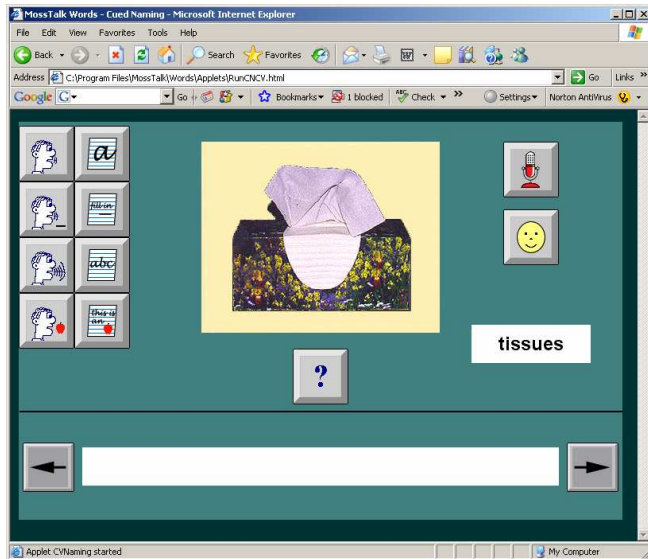 MossTalk Words - Cued Naming - Microsoft Internet Explorer
File Edit View Favorites Tools Help
Back Search Favorites
Address C:\Program Files\MossTalk\Words\Applets\RunCNCV.html Go Links »
Google G Go Bookmarks 1 blocked ABC Check » Settings Norton AntiVirus
a
fill in
abc
this is
an
?
tissues
Applet CVNaming started My Computer